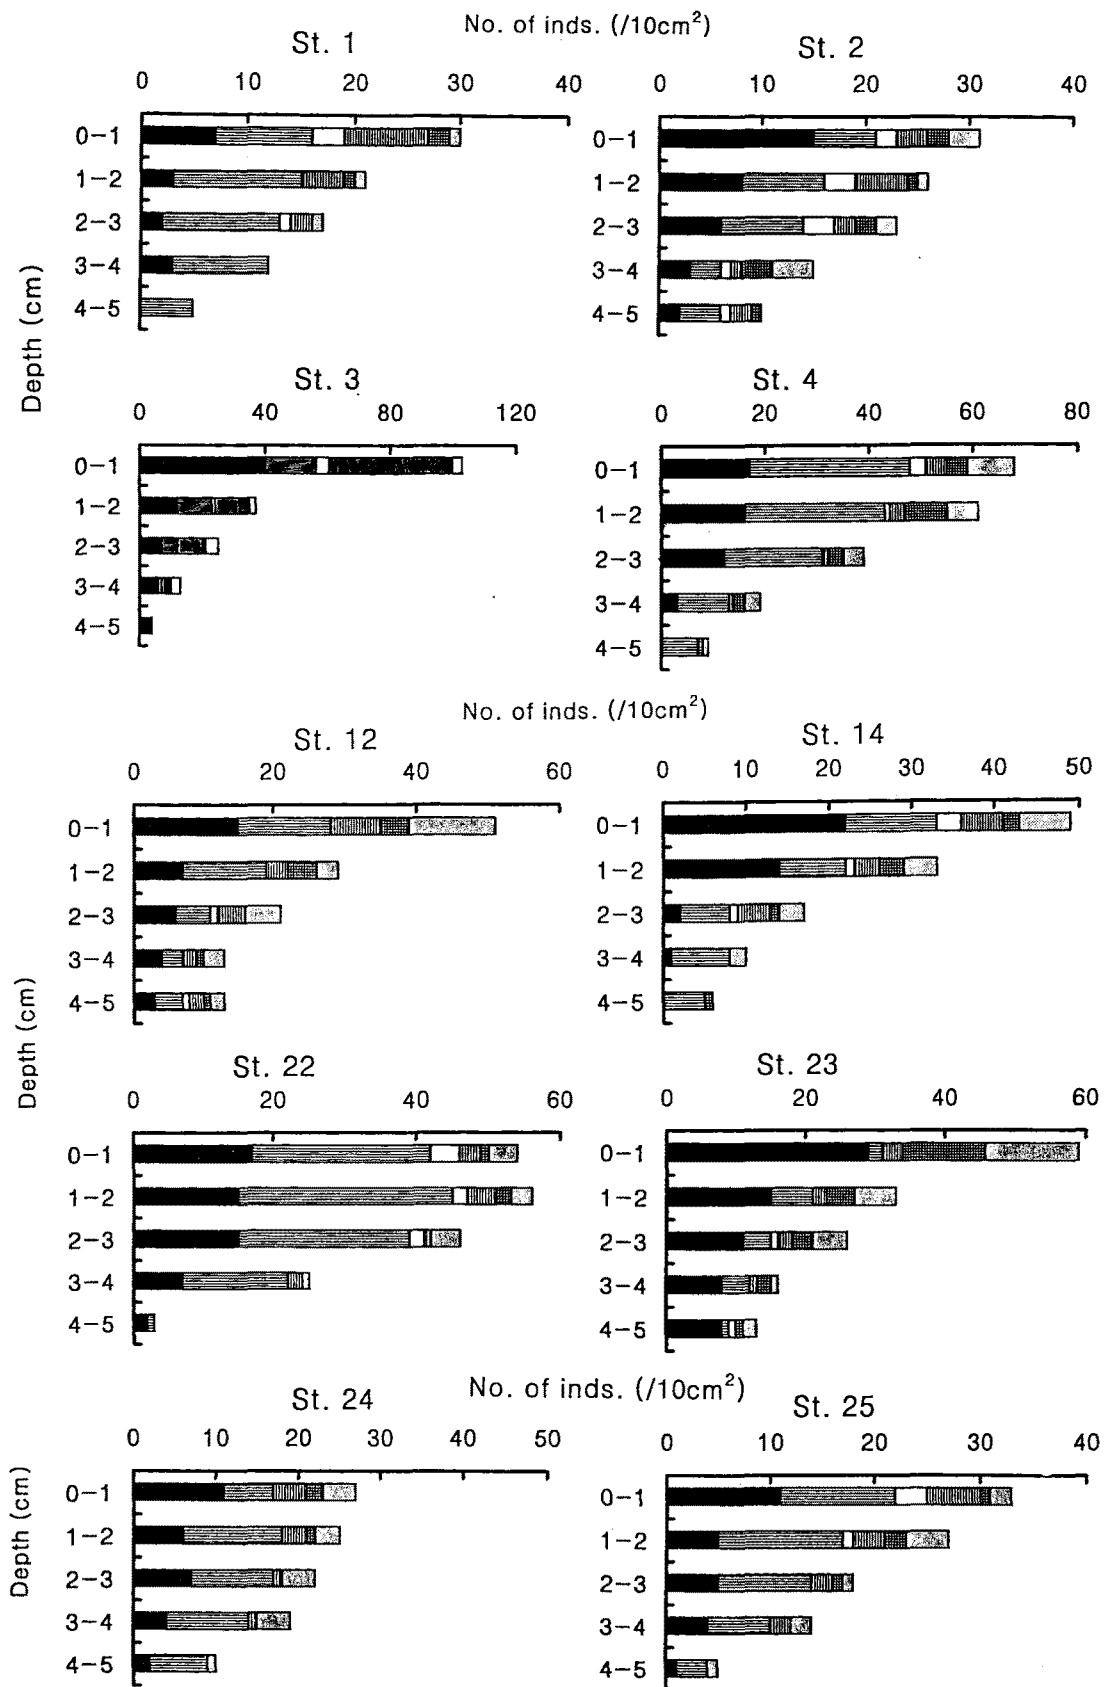 No. of inds. (/10cm²)
St. 1
0 10 20 30 40
0-1
1-2
2-3
3-4
4-5
St. 2
0 10 20 30 40
0-1
1-2
2-3
3-4
4-5
Depth (cm)
St. 3
0 40 80 120
0-1
1-2
2-3
3-4
4-5
St. 4
0 20 40 60 80
0-1
1-2
2-3
3-4
4-5
No. of inds. (/10cm²)
St. 12
0 20 40 60
0-1
1-2
2-3
3-4
4-5
St. 14
0 10 20 30 40 50
0-1
1-2
2-3
3-4
4-5
Depth (cm)
St. 22
0 20 40 60
0-1
1-2
2-3
3-4
4-5
St. 23
0 20 40 60
0-1
1-2
2-3
3-4
4-5
No. of inds. (/10cm²)
St. 24
0 10 20 30 40 50
Depth (cm)
0-1
1-2
2-3
3-4
4-5
St. 25
0 10 20 30 40
0-1
1-2
2-3
3-4
4-5